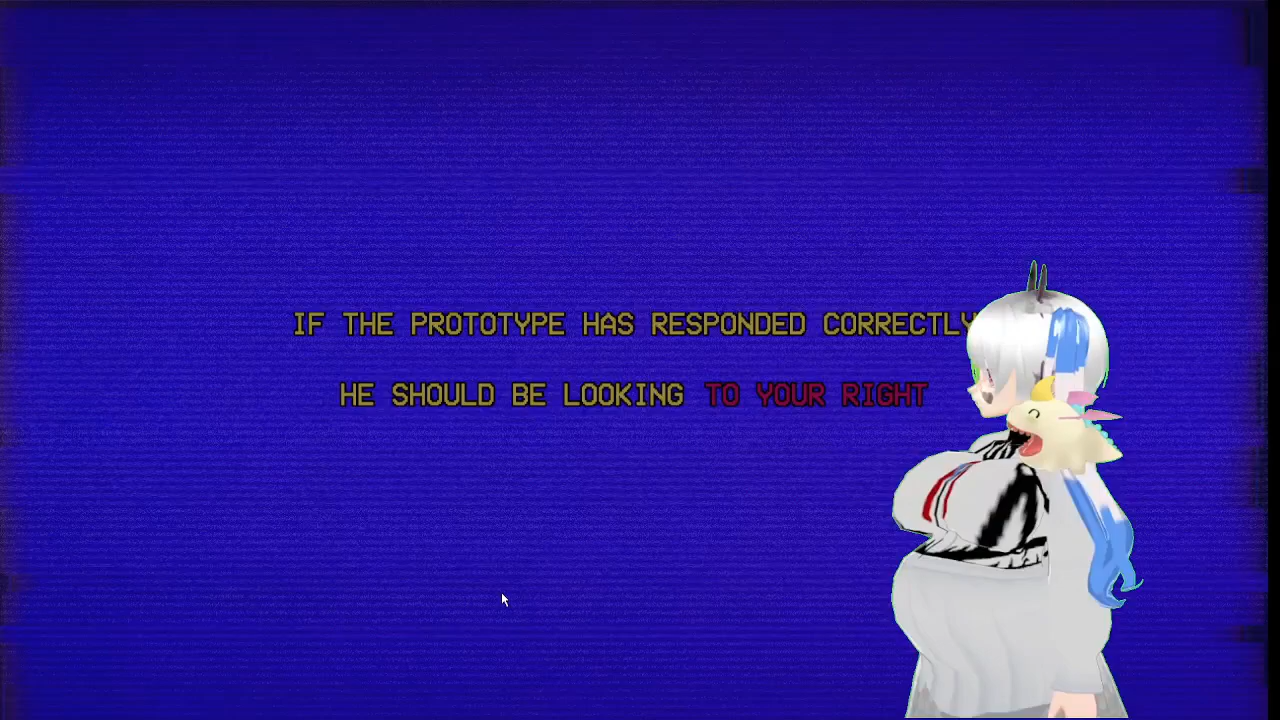 IF THE PROTOTYPE HAS RESPONDED CORRECTLY
HE SHOULD BE LOOKING TO YOUR RIGHT